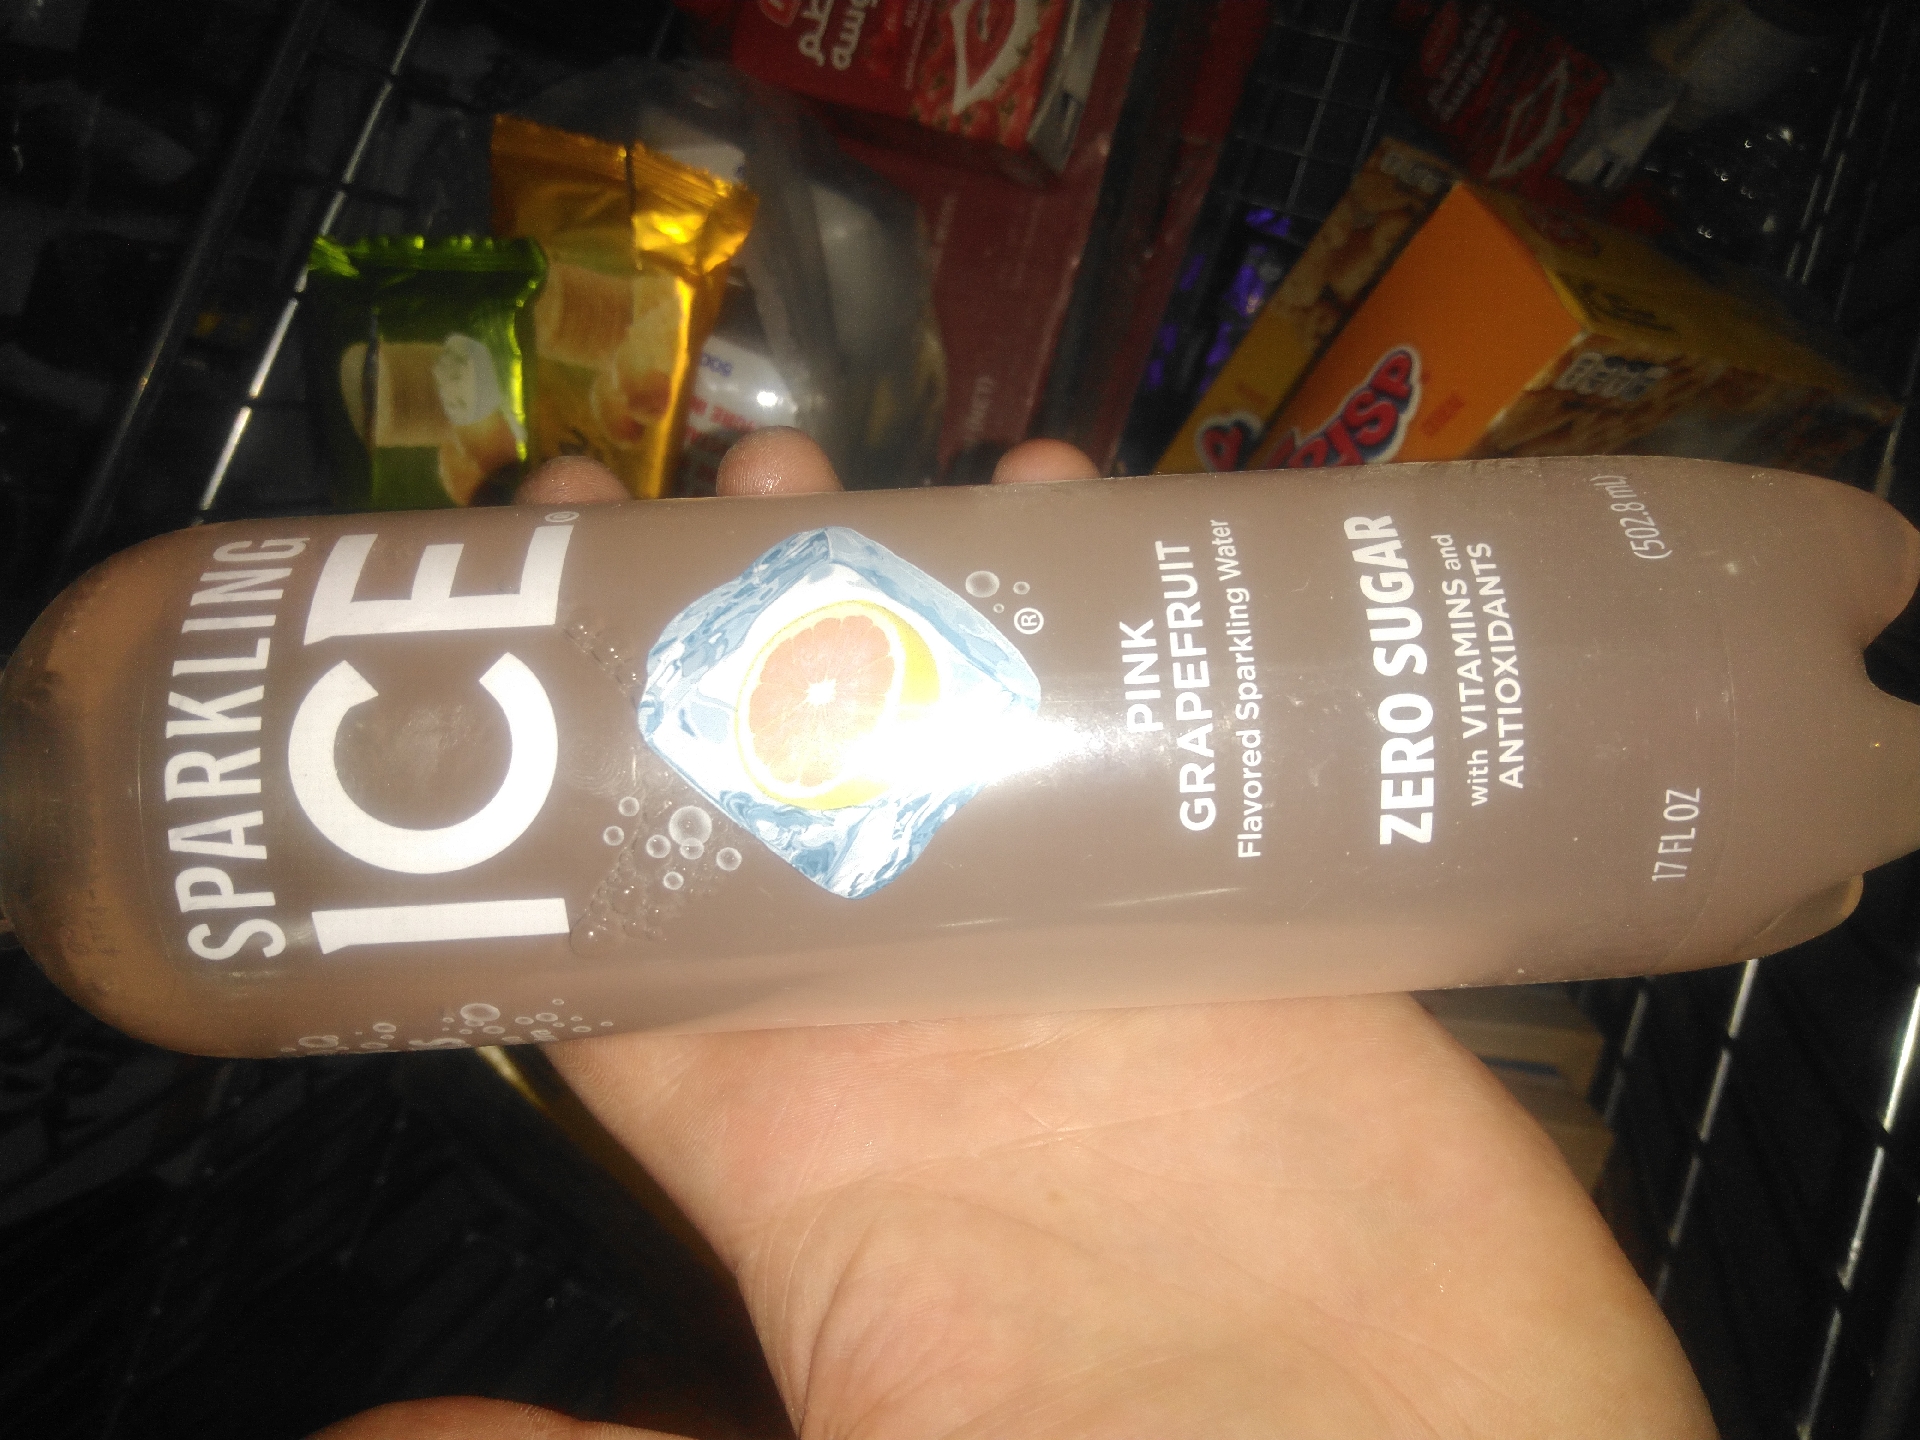 SPARKLING
ICE®
®
PINK
GRAPEFRUIT
Flavored Sparkling Water
ZERO SUGAR
with VITAMINS and
ANTIOXIDANTS
17 FL OZ (502.8 mL)
CRISP